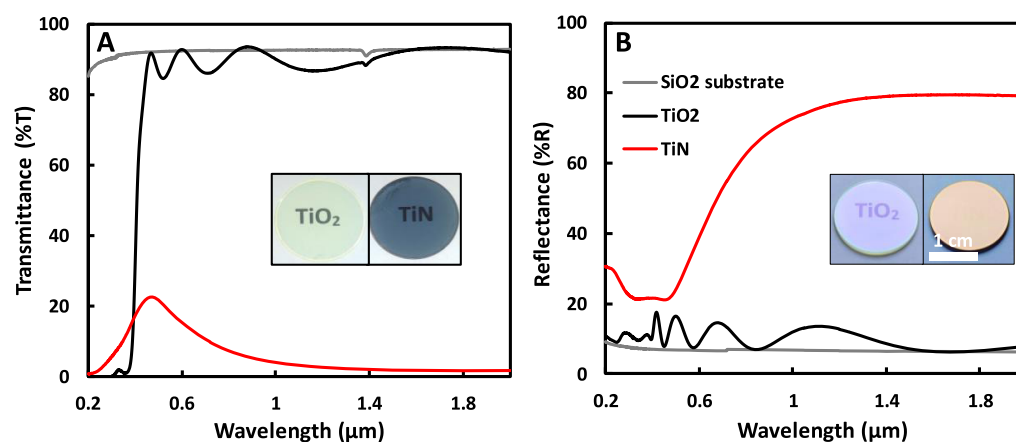 A
Transmittance (%T)
100
80
60
40
20
0
TiO₂
TiN
0.2
0.6
1
1.4
1.8
Wavelength (µm)
B
Reflectance (%R)
100
80
60
40
20
0
SiO2 substrate
TiO2
TiN
TiO₂
1 cm
0.2
0.6
1
1.4
1.8
Wavelength (µm)